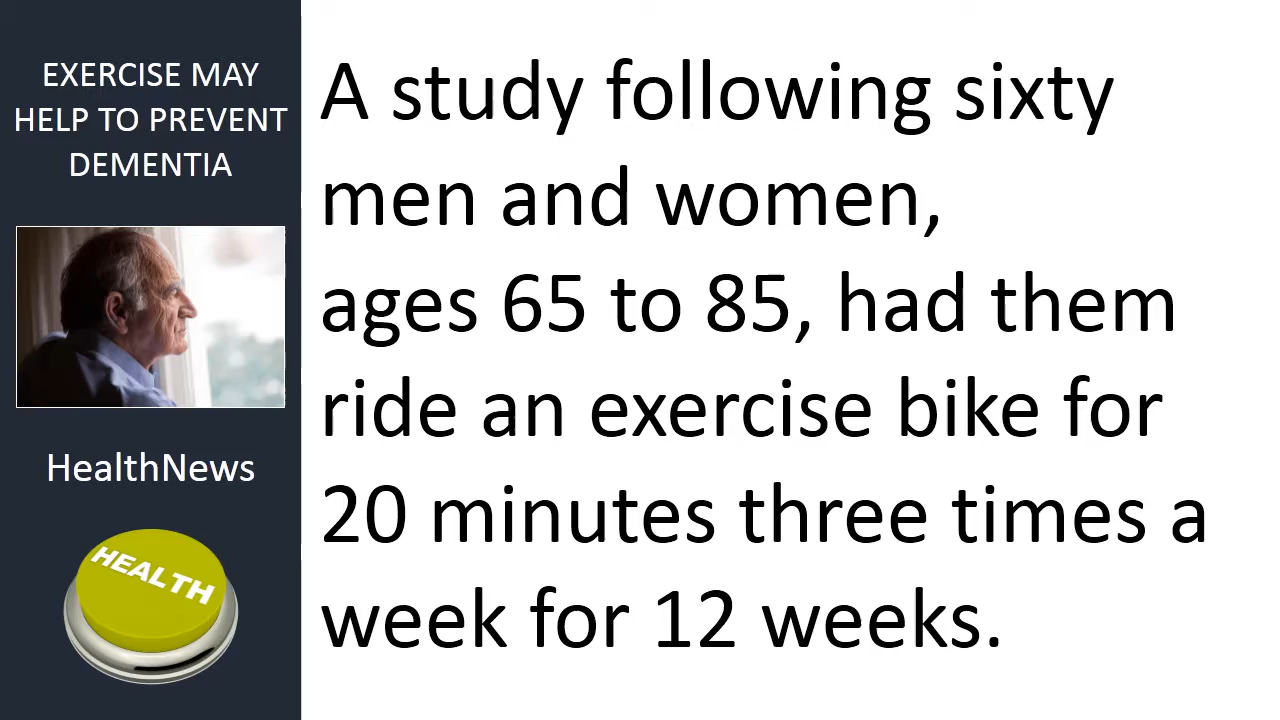 EXERCISE MAY
HELP TO PREVENT
DEMENTIA
HealthNews
HEALTH
A study following sixty
men and women,
ages 65 to 85, had them
ride an exercise bike for
20 minutes three times a
week for 12 weeks.